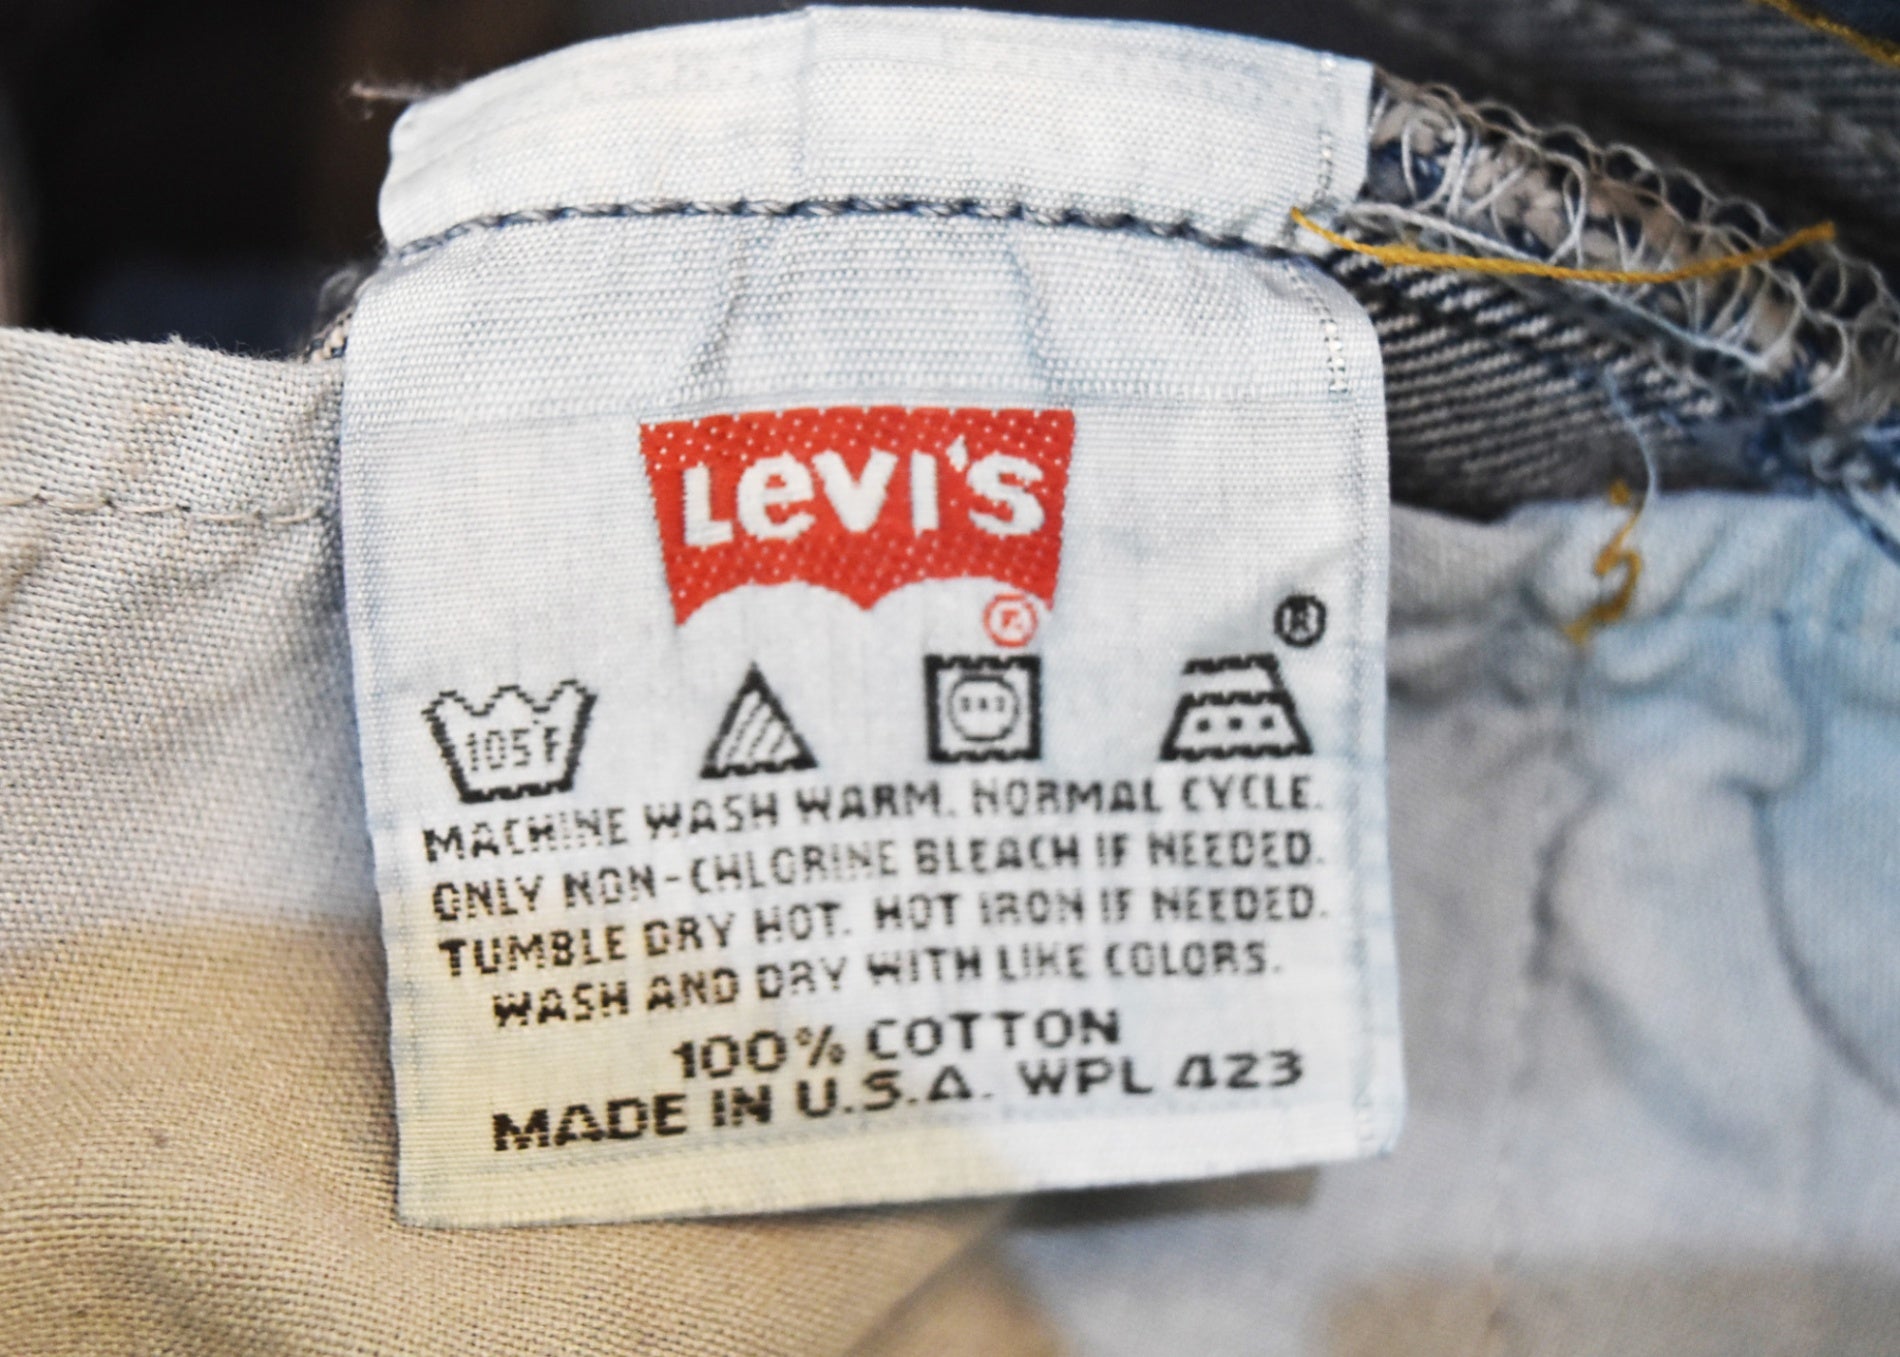 LEVI'S
®
®
105°F
MACHINE WASH WARM. NORMAL CYCLE.
ONLY NON-CHLORINE BLEACH IF NEEDED.
TUMBLE DRY HOT. HOT IRON IF NEEDED.
WASH AND DRY WITH LIKE COLORS.
100% COTTON
MADE IN U.S.A. WPL 423